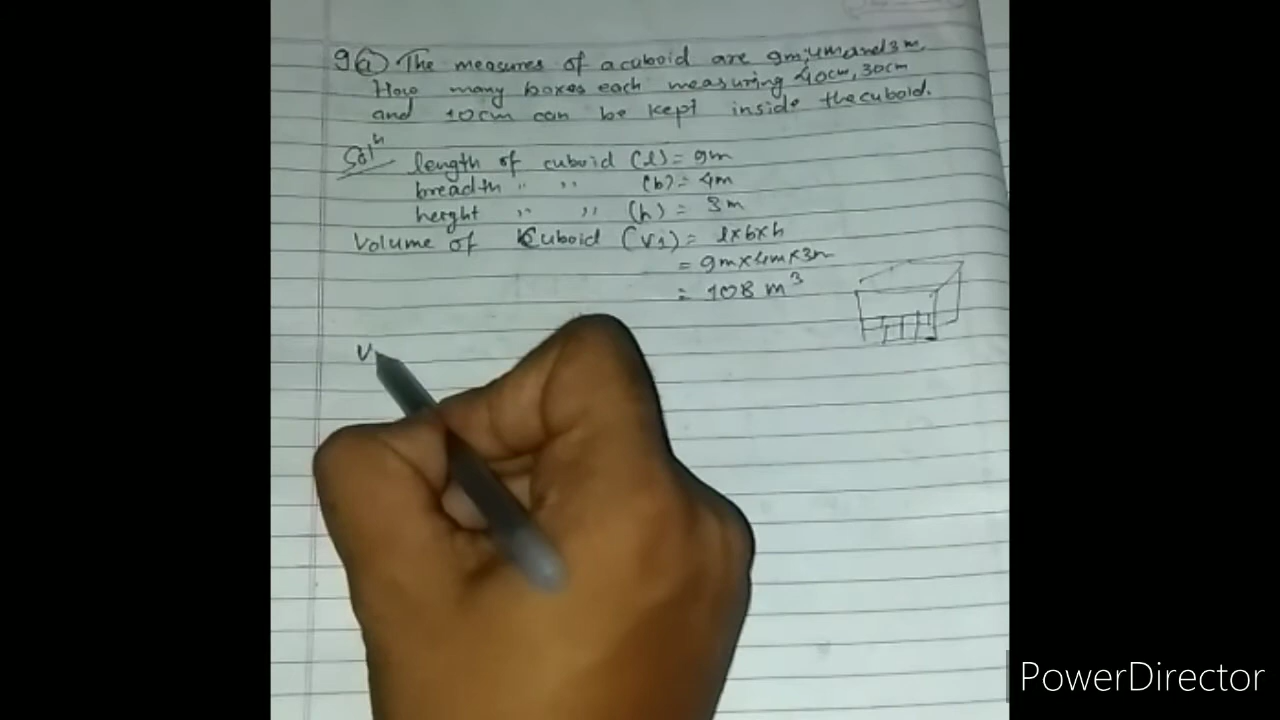 9 a) The measures of a cuboid are 9m, 4m and 3m.
How many boxes each measuring 40cm, 30cm
and 10cm can be kept inside the cuboid.
Solⁿ
length of cuboid (l) = 9m
breadth " " (b) = 4m
height " " (h) = 3m
Volume of Cuboid (V1) = l×b×h
= 9m×4m×3m
= 108 m³
V
PowerDirector